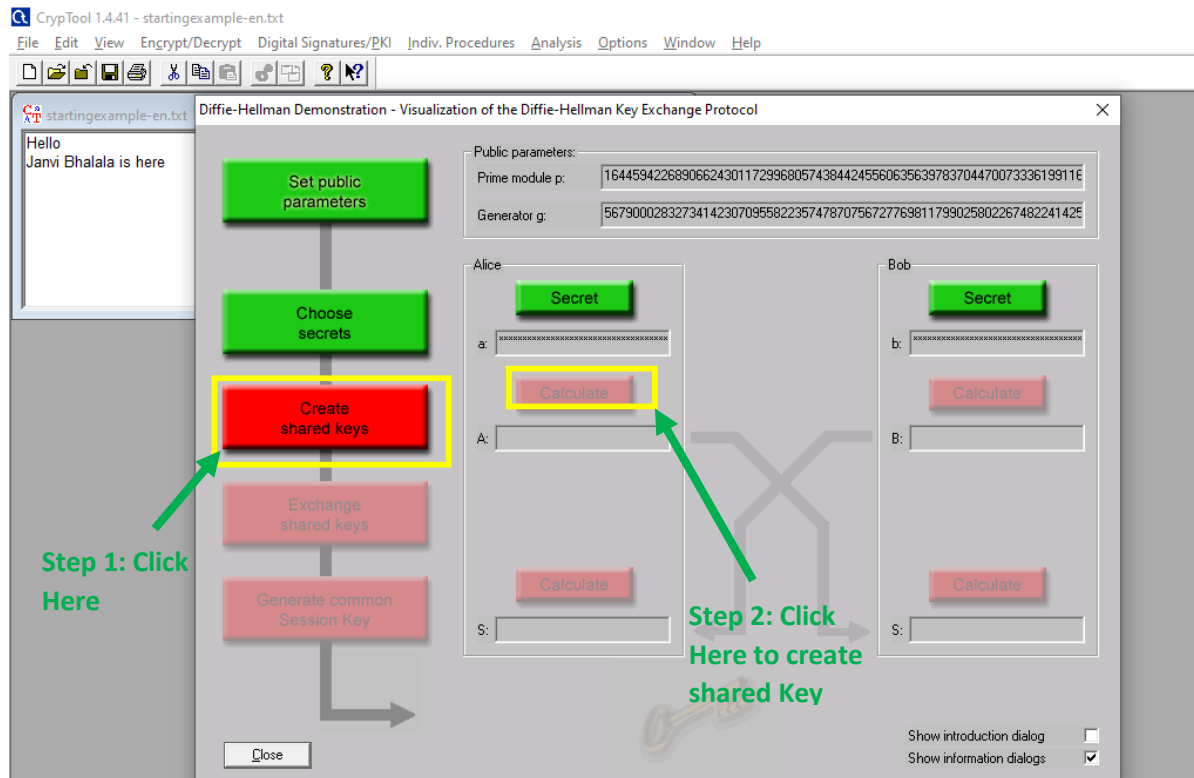 CrypTool 1.4.41 - startingexample-en.txt
File Edit View Encrypt/Decrypt Digital Signatures/PKI Indiv. Procedures Analysis Options Window Help
startingexample-en.txt
Hello
Janvi Bhalala is here
Diffie-Hellman Demonstration - Visualization of the Diffie-Hellman Key Exchange Protocol
Set public
parameters
Choose
secrets
Create
shared keys
Exchange
shared keys
Generate common
Session Key
Public parameters:
Prime module p: 
Generator g: 
Alice
Secret
a: **********************************
Calculate
A:
Calculate
S:
Bob
Secret
b: **********************************
Calculate
B:
Calculate
S:
Step 1: Click
Here
Step 2: Click
Here to create
shared Key
Close
Show introduction dialog
Show information dialogs